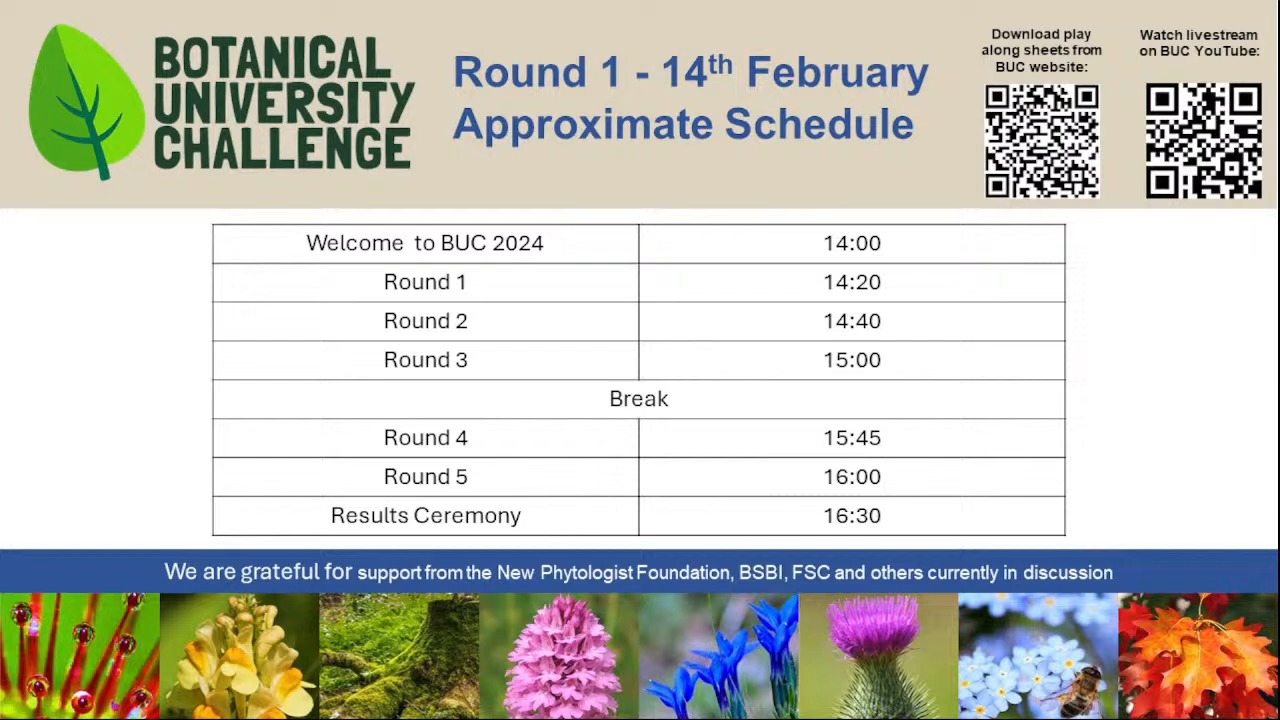 BOTANICAL
UNIVERSITY
CHALLENGE
Round 1 - 14th February
Approximate Schedule
Download play
along sheets from
BUC website:
Watch livestream
on BUC YouTube:
Welcome to BUC 2024 14:00
Round 1 14:20
Round 2 14:40
Round 3 15:00
Break
Round 4 15:45
Round 5 16:00
Results Ceremony 16:30
We are grateful for support from the New Phytologist Foundation, BSBI, FSC and others currently in discussion